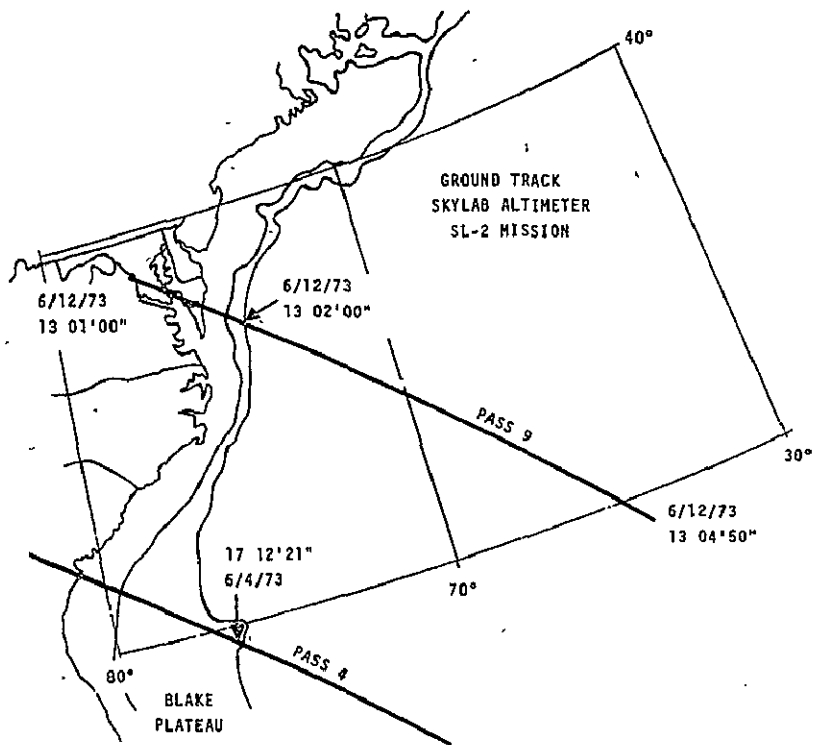 40°
GROUND TRACK
SKYLAB ALTIMETER
SL-2 MISSION
6/12/73
13 01'00"
6/12/73
13 02'00"
PASS 9
30°
6/12/73
13 04'50"
17 12'21"
6/4/73
70°
PASS 4
80°
BLAKE
PLATEAU